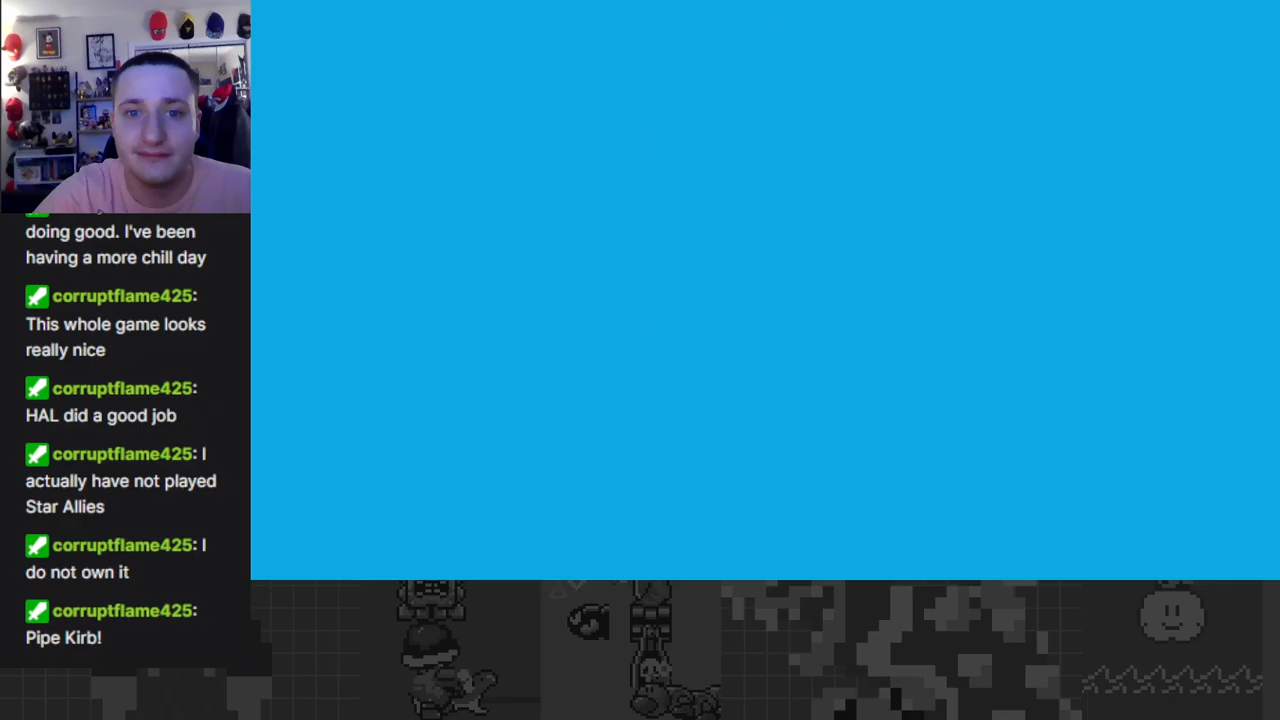 doing good. I've been
having a more chill day
corruptflame425:
This whole game looks
really nice
corruptflame425:
HAL did a good job
corruptflame425: I
actually have not played
Star Allies
corruptflame425: I
do not own it
corruptflame425:
Pipe Kirb!